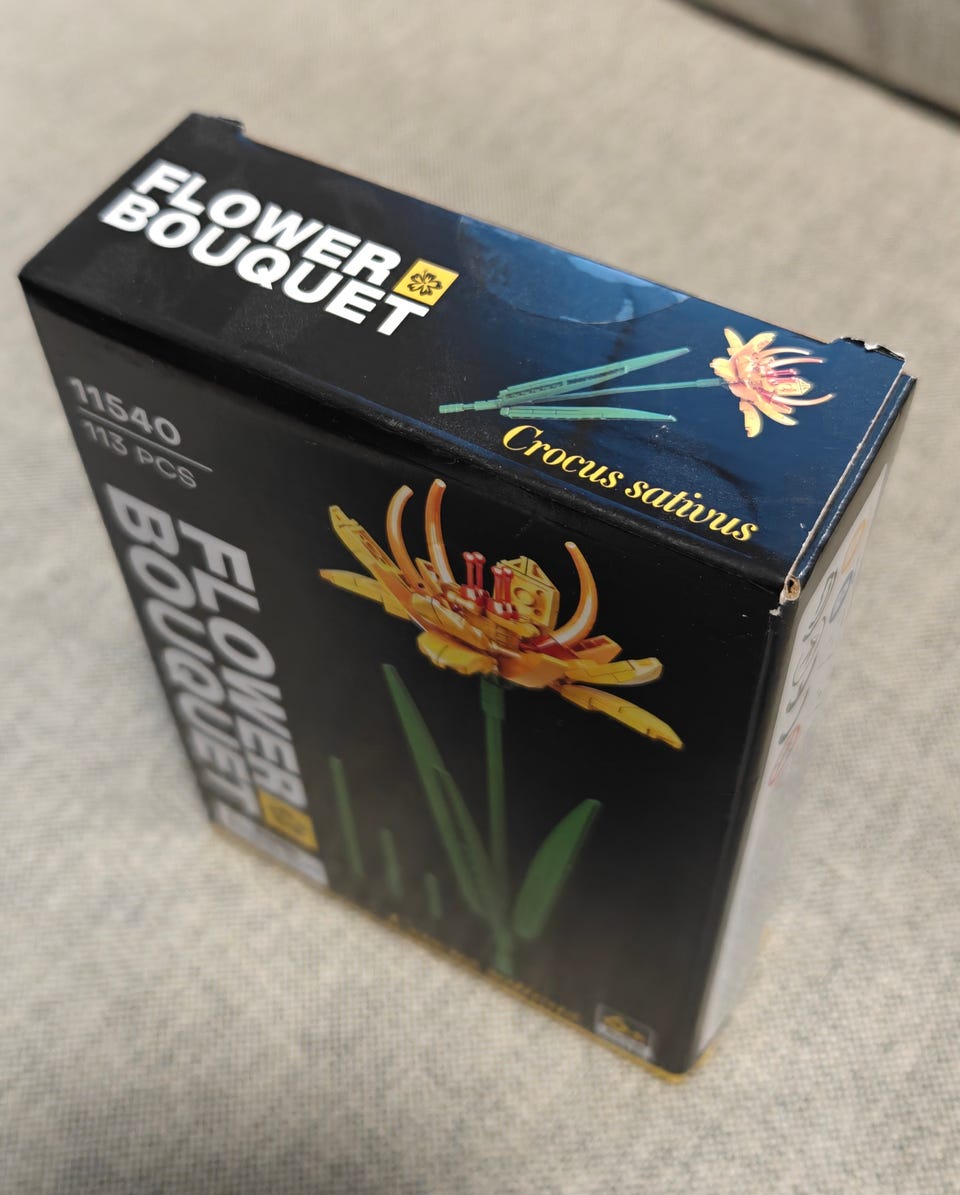 FLOWER
BOUQUET
Crocus sativus
11540
113 PCS
FLOWER
BOUQUET